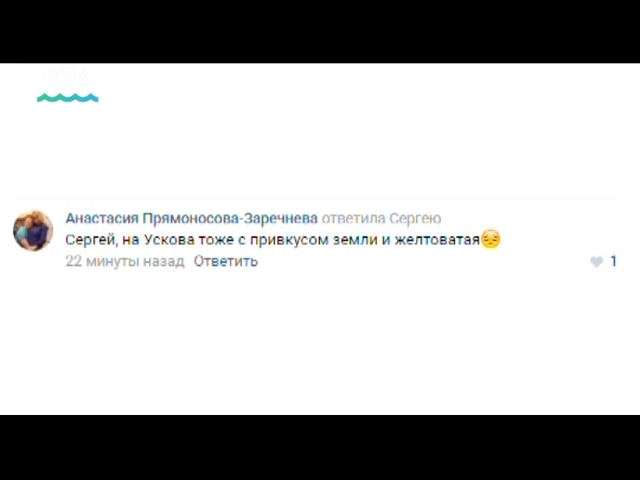 Анастасия Прямоносова-Заречнева ответила Сергею
Сергей, на Ускова тоже с привкусом земли и желтоватая😔
22 минуты назад Ответить 1